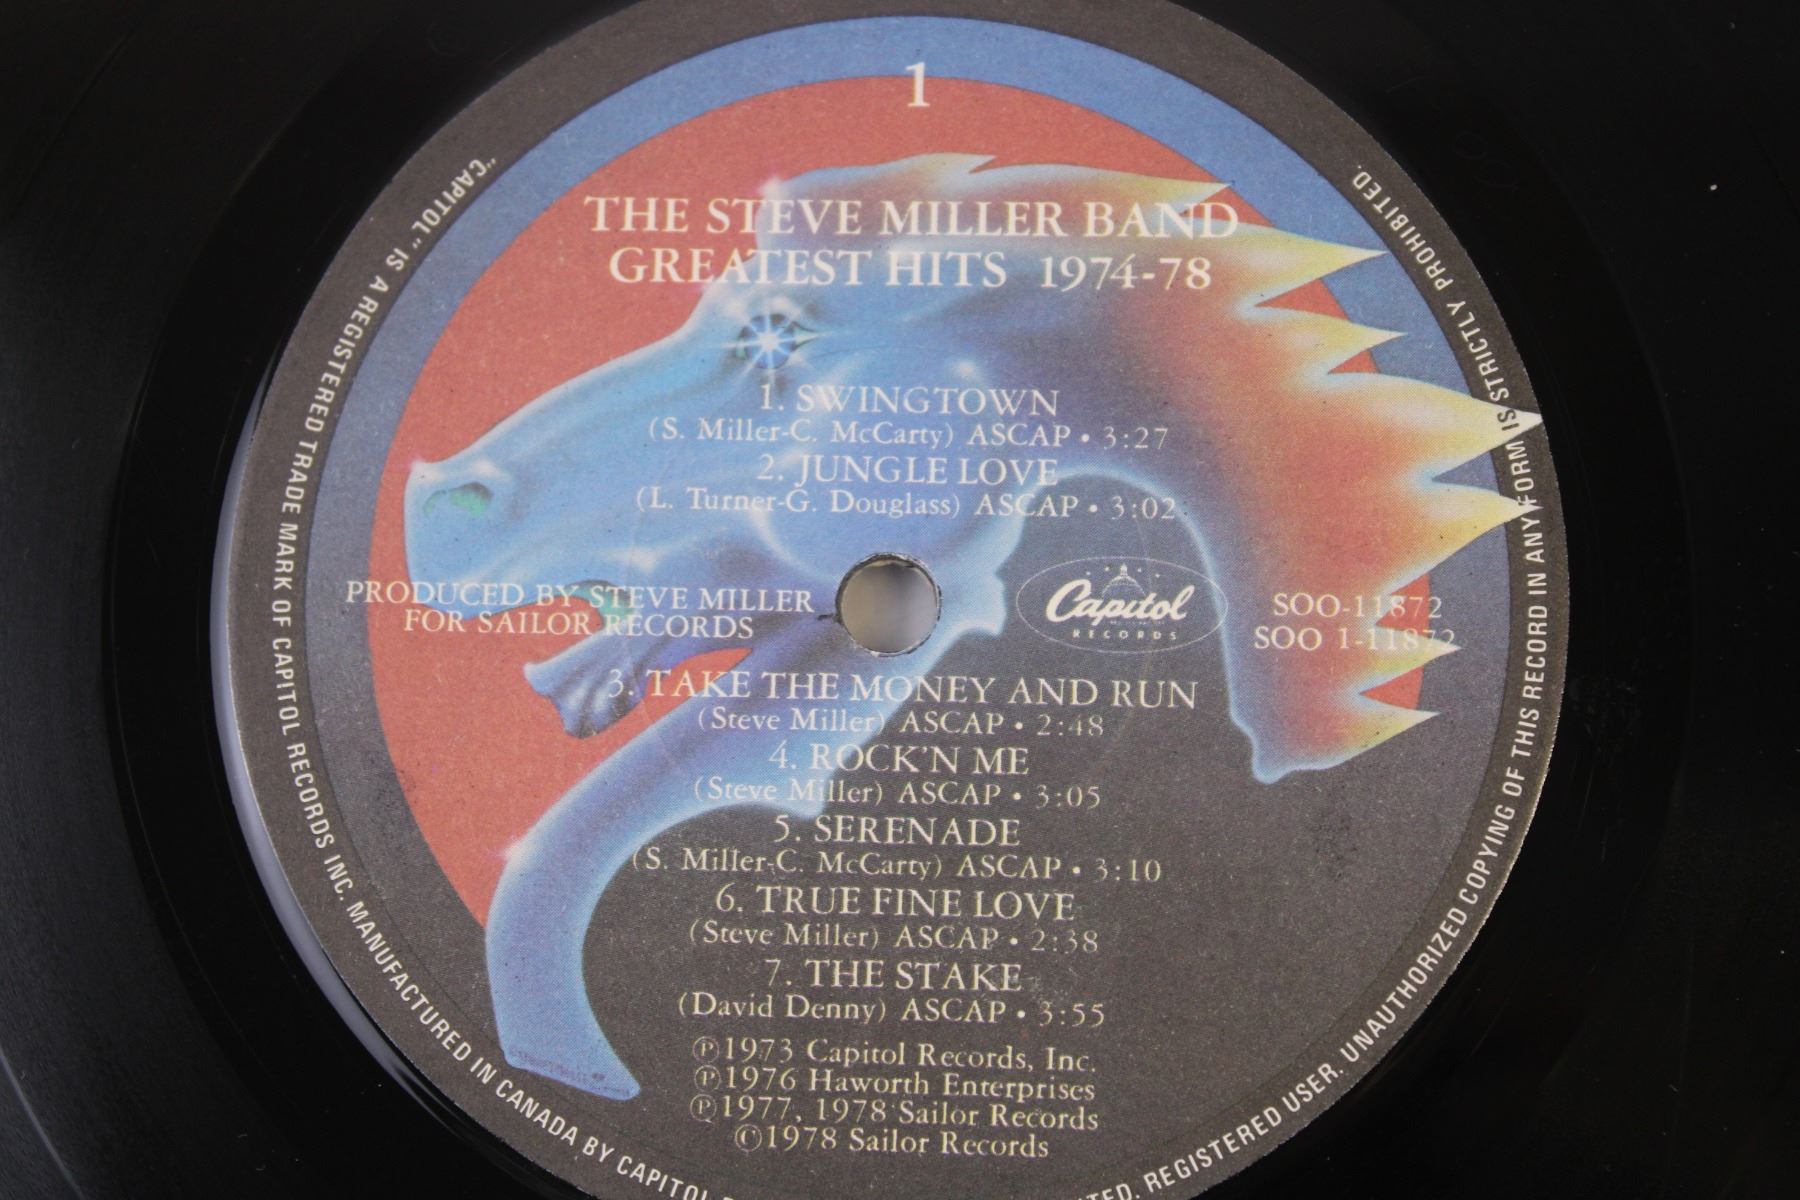 1
THE STEVE MILLER BAND
GREATEST HITS 1974-78
1. SWINGTOWN
(S. Miller-C. McCarty) ASCAP • 3:27
2. JUNGLE LOVE
(L. Turner-G. Douglass) ASCAP • 3:02
PRODUCED BY STEVE MILLER
FOR SAILOR RECORDS
Capitol
RECORDS
SOO-11872
SOO 1-11872
3. TAKE THE MONEY AND RUN
(Steve Miller) ASCAP • 2:48
4. ROCK'N ME
(Steve Miller) ASCAP • 3:05
5. SERENADE
(S. Miller-C. McCarty) ASCAP • 3:10
6. TRUE FINE LOVE
(Steve Miller) ASCAP • 2:38
7. THE STAKE
(David Denny) ASCAP • 3:55
Ⓟ1973 Capitol Records, Inc.
Ⓟ1976 Haworth Enterprises
Ⓟ1977, 1978 Sailor Records
©1978 Sailor Records
"CAPITOL" IS A REGISTERED TRADE MARK OF CAPITOL RECORDS INC. MANUFACTURED IN CANADA BY CAPITOL
REGISTERED USER. UNAUTHORIZED COPYING OF THIS RECORD IN ANY FORM IS STRICTLY PROHIBITED.